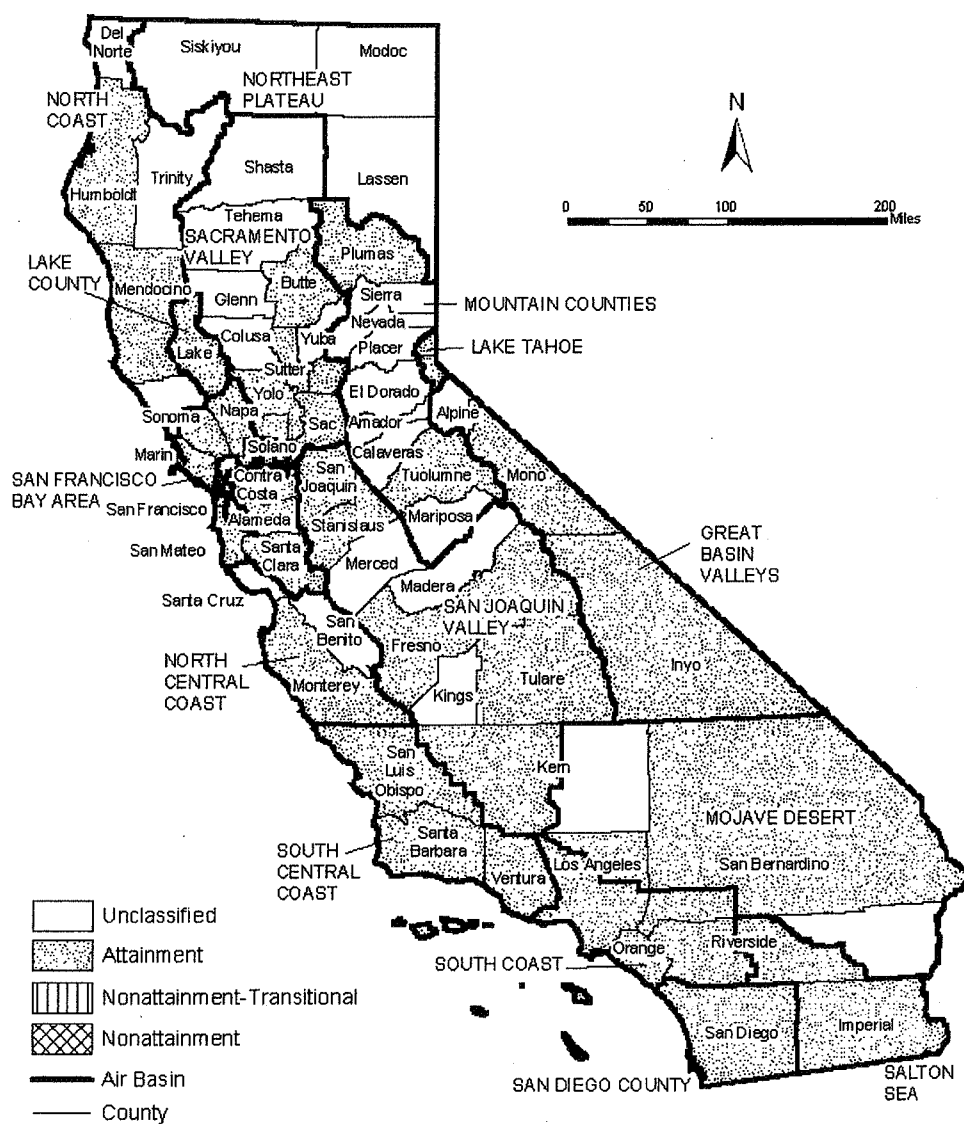 Del
Norte
Siskiyou
Modoc
NORTHEAST
PLATEAU
NORTH
COAST
N
Trinity
Shasta
Lassen
Humboldt
0 50 100 200
Miles
Tehema
SACRAMENTO
VALLEY
Plumas
LAKE
COUNTY
Mendocino
Butte
Glenn
Sierra
MOUNTAIN COUNTIES
Nevada
Colusa
Yuba
Placer
LAKE TAHOE
Lake
Sutter
Yolo
El Dorado
Napa
Sonoma
Sac
Amador
Alpine
Solano
Marin
Calaveras
SAN FRANCISCO
BAY AREA
Contra
Costa
San
Joaquin
Tuolumne
Mono
San Francisco
Alameda
Stanislaus
Mariposa
GREAT
BASIN
VALLEYS
San Mateo
Santa
Clara
Merced
Madera
Santa Cruz
San
Benito
SAN JOAQUIN
VALLEY
Fresno
NORTH
CENTRAL
COAST
Monterey
Kings
Tulare
Inyo
San
Luis
Obispo
Kern
MOJAVE DESERT
SOUTH
CENTRAL
COAST
Santa
Barbara
Ventura
Los Angeles
San Bernardino
Unclassified
Attainment
Nonattainment-Transitional
Nonattainment
Air Basin
County
Orange
Riverside
SOUTH COAST
San Diego
Imperial
SAN DIEGO COUNTY
SALTON
SEA